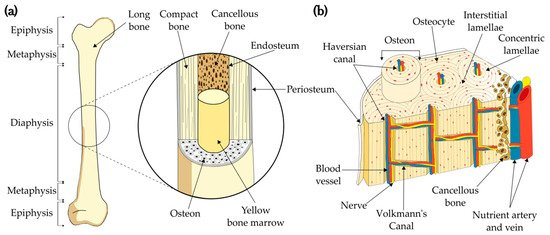 (a)
Epiphysis
Metaphysis
Diaphysis
Metaphysis
Epiphysis
Long
bone
Compact
bone
Cancellous
bone
Endosteum
Periosteum
Osteon
Yellow
bone marrow
(b)
Haversian
canal
Osteon
Osteocyte
Interstitial
lamellae
Concentric
lamellae
Blood
vessel
Nerve
Volkmann's
Canal
Cancellous
bone
Nutrient artery
and vein